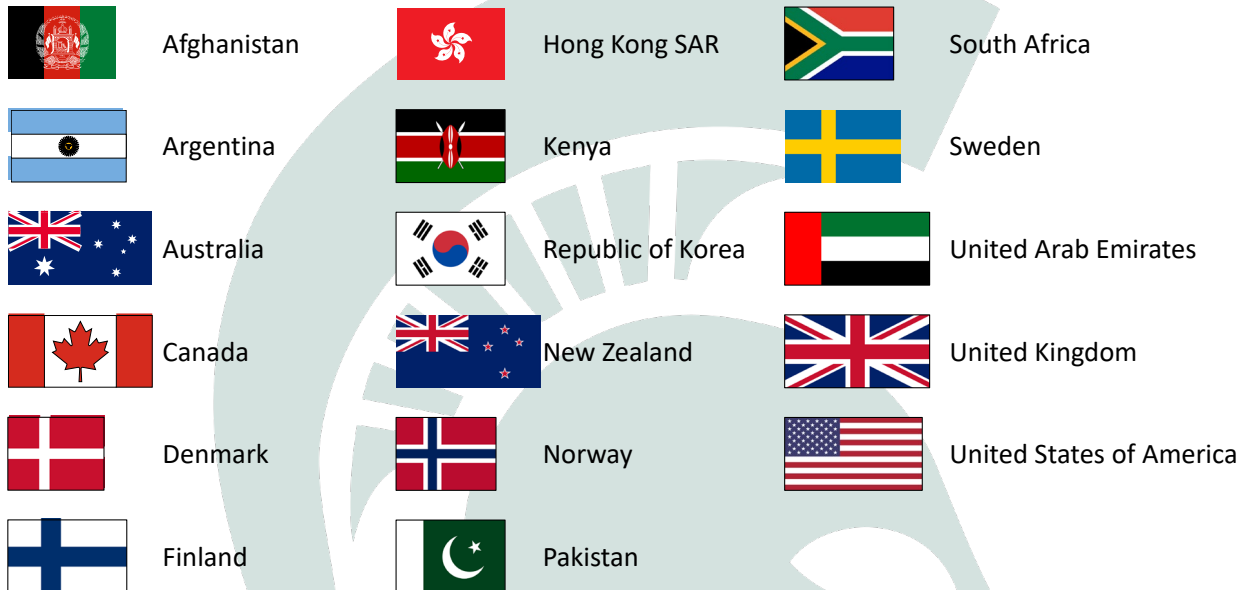 Afghanistan
Argentina
Australia
Canada
Denmark
Finland
Hong Kong SAR
Kenya
Republic of Korea
New Zealand
Norway
Pakistan
South Africa
Sweden
United Arab Emirates
United Kingdom
United States of America